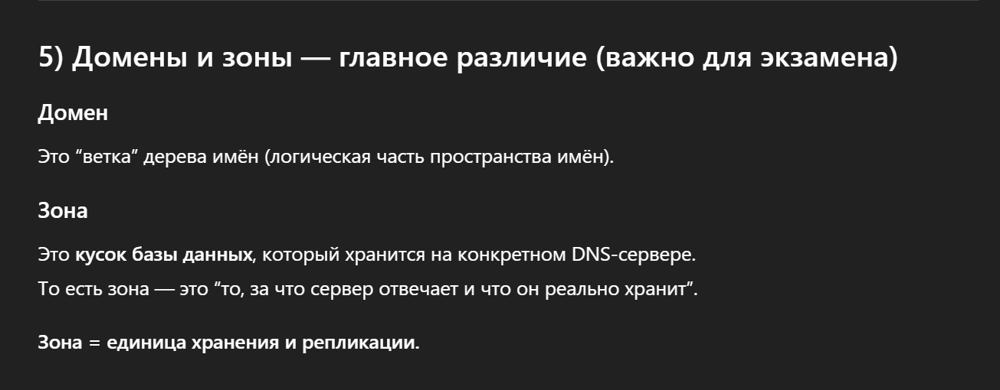 5) Домены и зоны — главное различие (важно для экзамена)
Домен
Это “ветка” дерева имён (логическая часть пространства имён).
Зона
Это кусок базы данных, который хранится на конкретном DNS-сервере.
То есть зона — это “то, за что сервер отвечает и что он реально хранит”.
Зона = единица хранения и репликации.